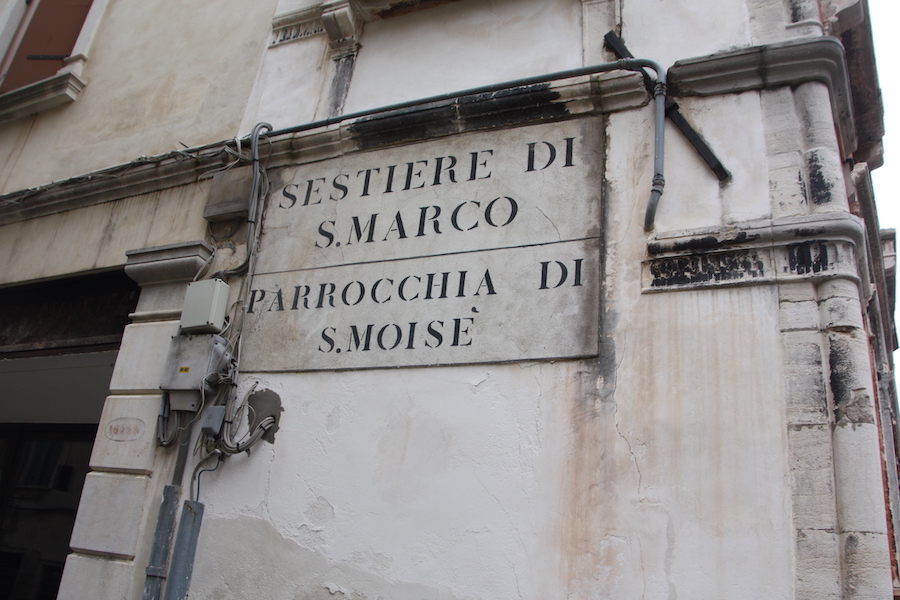 SESTIERE DI
S.MARCO
PARROCCHIA DI
S.MOISÈ